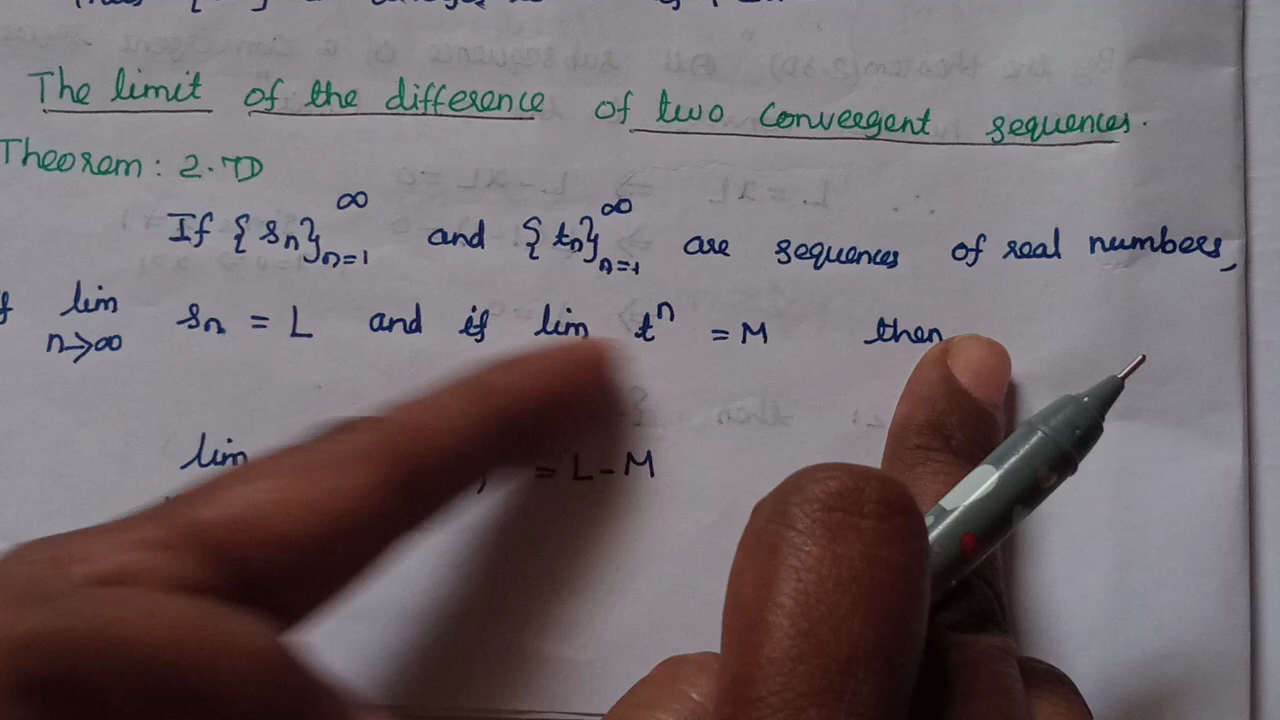 The limit of the difference of two convergent sequences.
Theorem: 2.7D
If {sₙ}ₙ₌₁^∞ and {tₙ}ₙ₌₁^∞ are sequences of real numbers,
lim n→∞ sₙ = L and if lim tⁿ = M then
lim = L - M